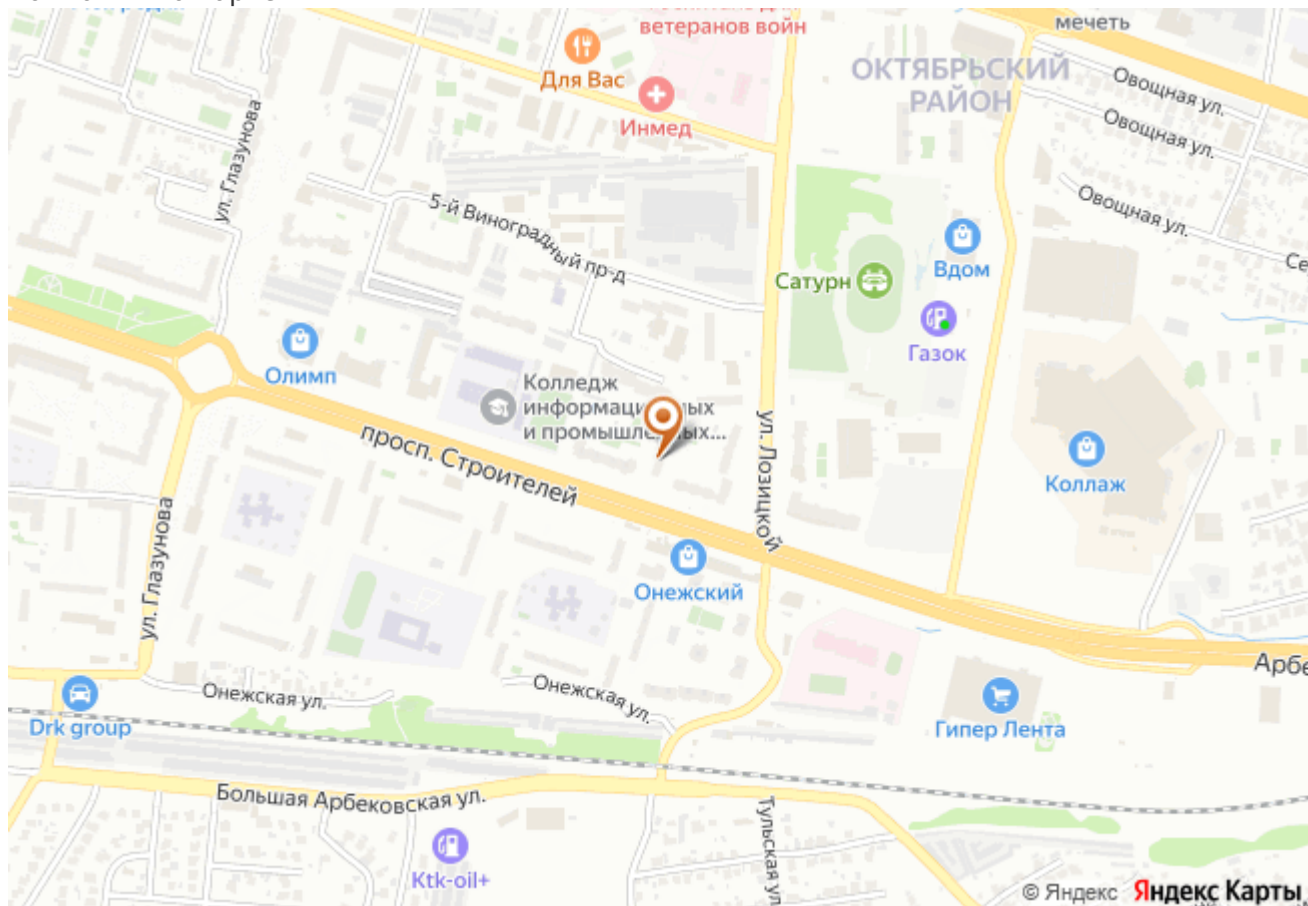 ветеранов войн
мечеть
Для Вас
ОКТЯБРЬСКИЙ
РАЙОН
Овощная ул.
Инмед
Овощная ул.
ул. Глазунова
5-й Виноградный пр-д
Овощная ул.
Вдом
Сатурн
Газок
Олимп
Колледж
и промышленных...
просп. Строителей
ул. Лозицкой
Коллаж
ул. Глазунова
Онежский
Онежская ул.
Онежская ул.
Drk group
Гипер Лента
Большая Арбековская ул.
Тульская ул
Ktk-oil+
© Яндекс Яндекс Карты